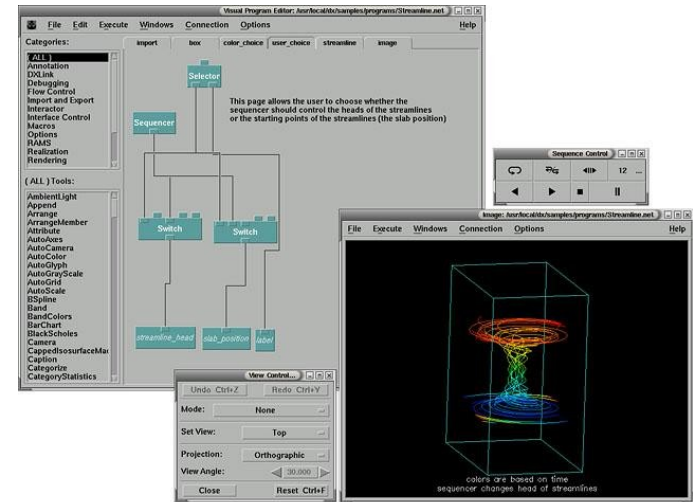 Visual Program Editor: /usr/local/dx/samples/programs/Streamline.net
File Edit Execute Windows Connection Options Help
Categories:
import box color_choice user_choice streamline image
( ALL )
Annotation
DXLink
Debugging
Flow Control
Import and Export
Interactor
Interface Control
Macros
Options
RAMS
Realization
Rendering
( ALL ) Tools:
AmbientLight
Append
Arrange
ArrangeMember
Attribute
AutoAxes
AutoCamera
AutoColor
AutoGlyph
AutoGrayScale
AutoGrid
AutoScale
BSpline
Band
BandColors
BarChart
BlackScholes
Camera
CappedIsosurfaceMac
Caption
Categorize
CategoryStatistics
Selector
This page allows the user to choose whether the
sequencer should control the heads of the streamlines
or the starting points of the streamlines (the slab position)
Sequencer
Switch
Switch
streamline_head
slab_position
label
Sequence Control
12 ...
View Control...
Undo Ctrl+Z Redo Ctrl+Y
Mode: None
Set View: Top
Projection: Orthographic
View Angle: 30.000
Close Reset Ctrl+F
Image: /usr/local/dx/samples/programs/Streamline.net
File Execute Windows Connection Options Help
colors are based on time
sequencer changes head of streamlines